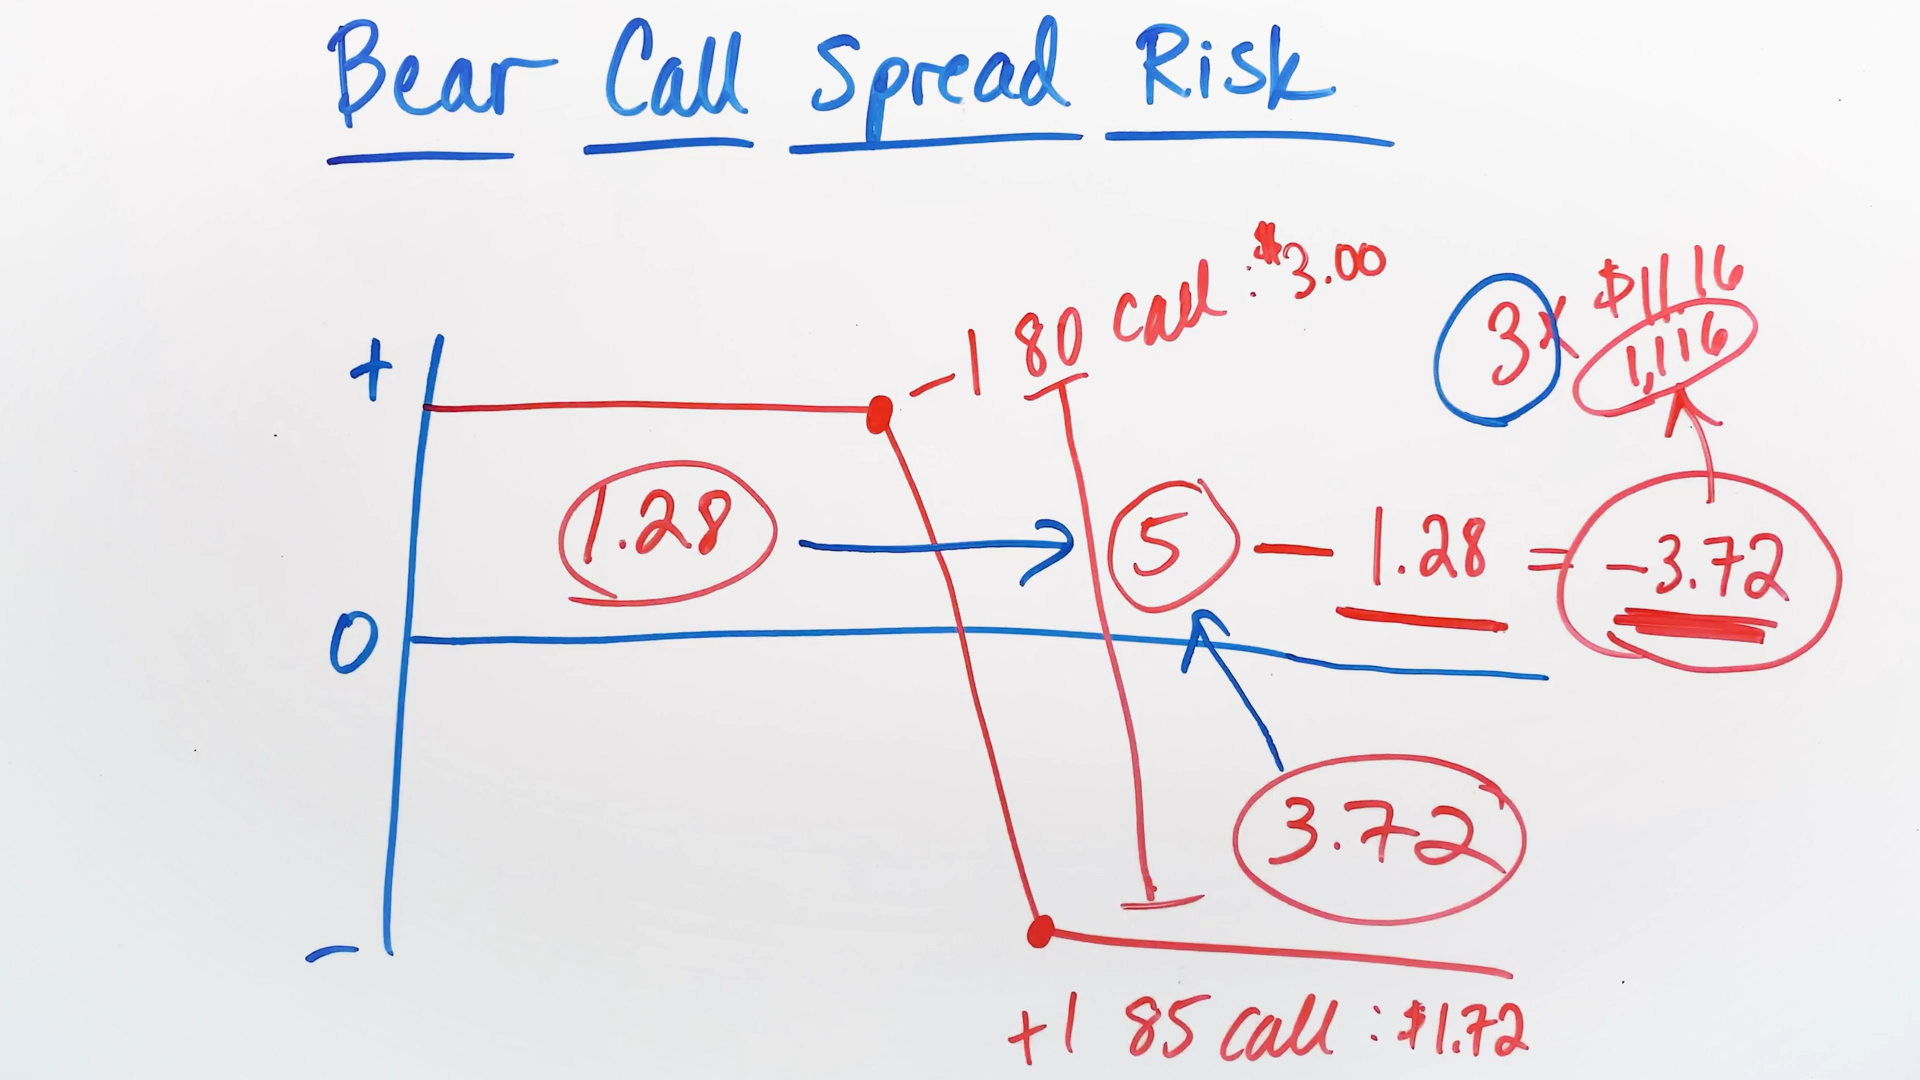 Bear Call Spread Risk
-1 80 call : $3.00
3x $1116
1,116
+
1.28
5 - 1.28 = -3.72
0
3.72
-
+1 85 call : $1.72